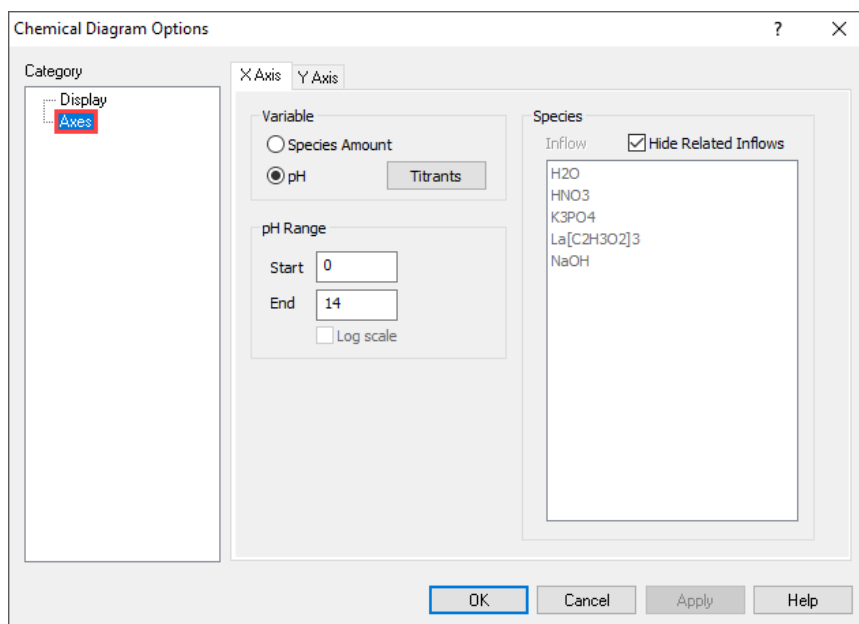 Chemical Diagram Options
?
Category
Display
Axes
X Axis
Y Axis
Variable
Species Amount
pH
Titrants
pH Range
Start 0
End 14
Log scale
Species
Inflow
Hide Related Inflows
H2O
HNO3
K3PO4
La[C2H3O2]3
NaOH
OK
Cancel
Apply
Help